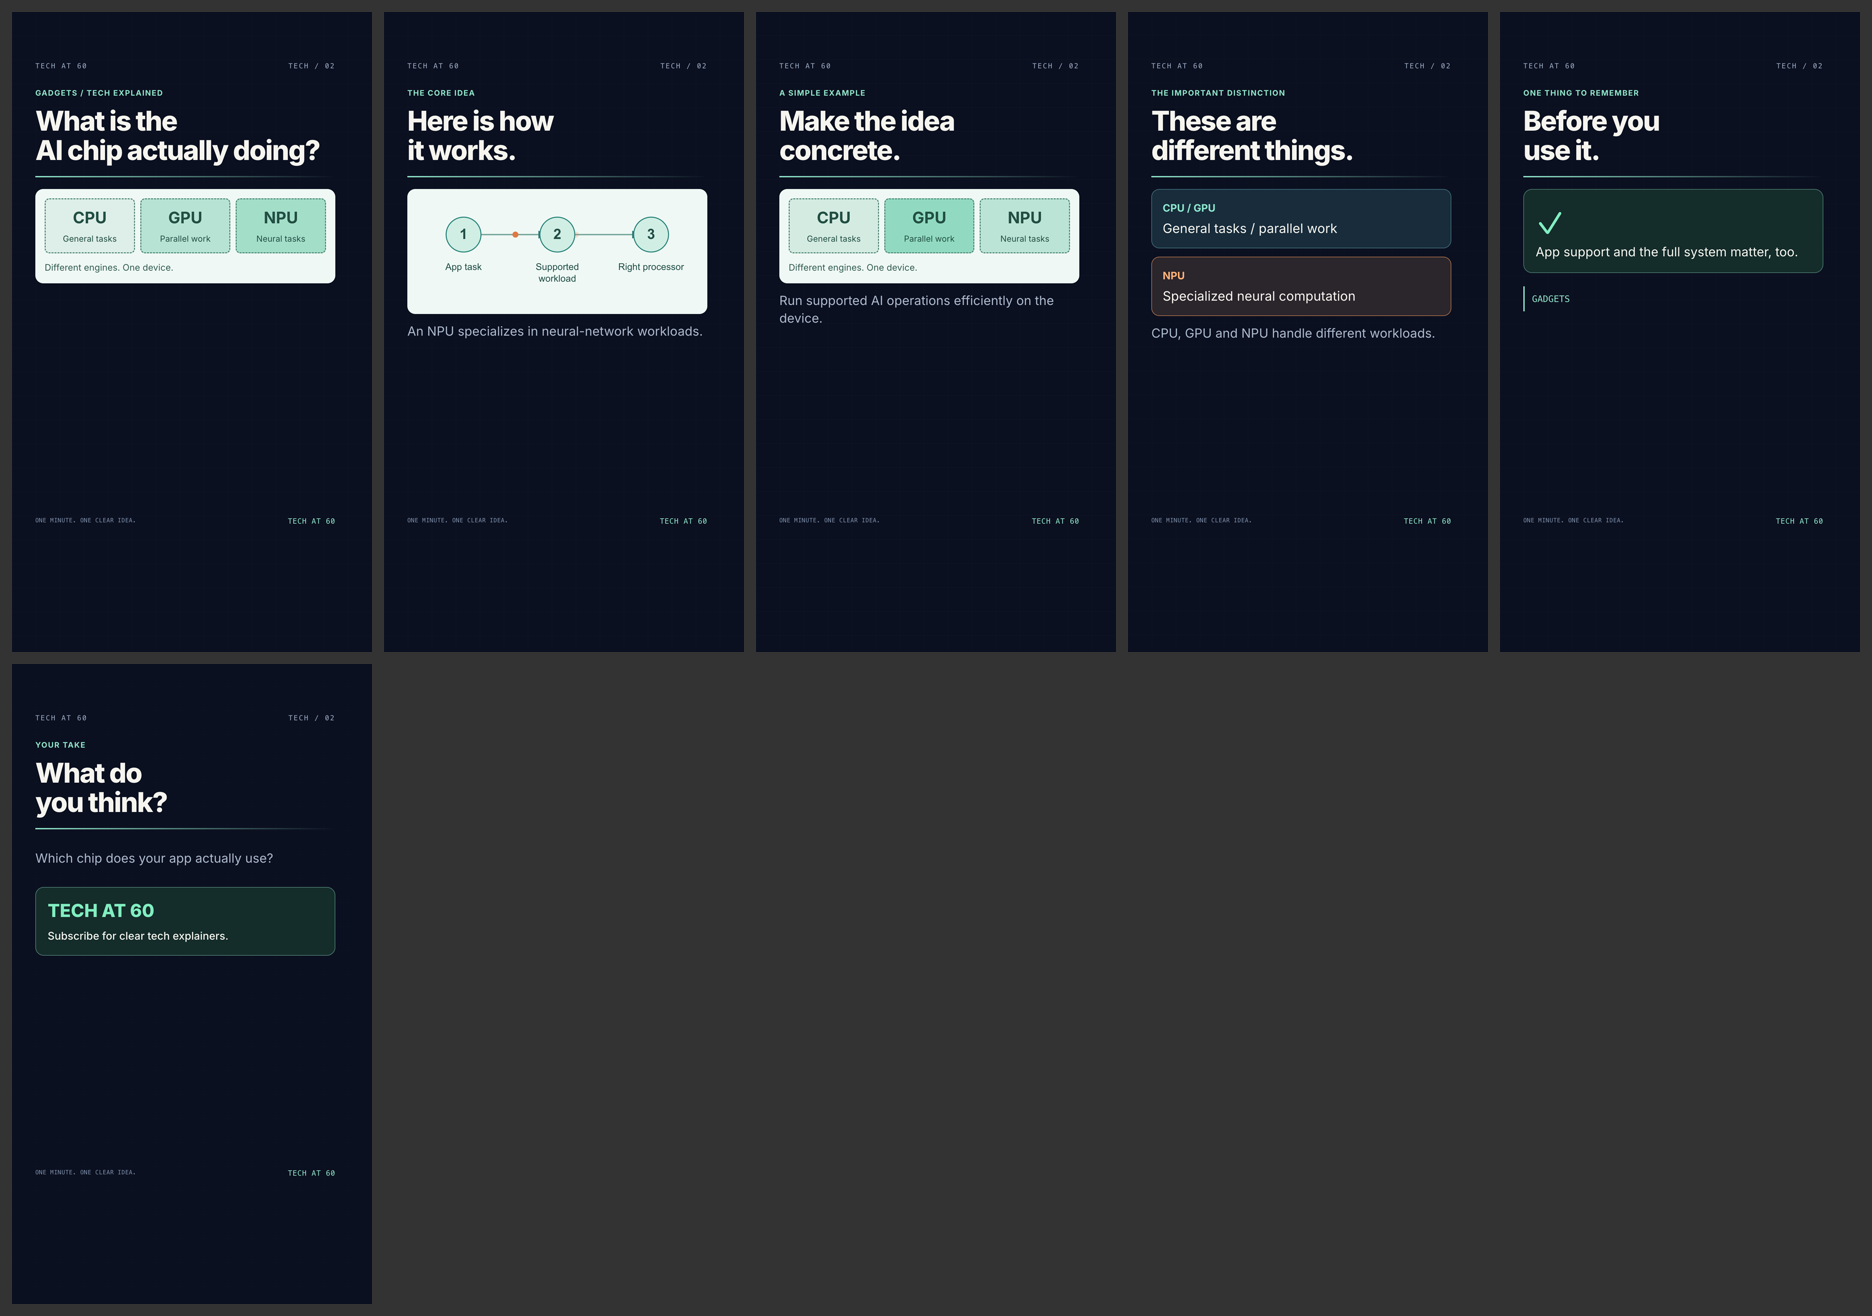 TECH AT 60
TECH / 02
GADGETS / TECH EXPLAINED
What is the
AI chip actually doing?
CPU
General tasks
GPU
Parallel work
NPU
Neural tasks
Different engines. One device.
ONE MINUTE. ONE CLEAR IDEA.
TECH AT 60
TECH AT 60
TECH / 02
THE CORE IDEA
Here is how
it works.
1
2
3
App task
Supported
workload
Right processor
An NPU specializes in neural-network workloads.
ONE MINUTE. ONE CLEAR IDEA.
TECH AT 60
TECH AT 60
TECH / 02
A SIMPLE EXAMPLE
Make the idea
concrete.
CPU
General tasks
GPU
Parallel work
NPU
Neural tasks
Different engines. One device.
Run supported AI operations efficiently on the
device.
ONE MINUTE. ONE CLEAR IDEA.
TECH AT 60
TECH AT 60
TECH / 02
THE IMPORTANT DISTINCTION
These are
different things.
CPU / GPU
General tasks / parallel work
NPU
Specialized neural computation
CPU, GPU and NPU handle different workloads.
ONE MINUTE. ONE CLEAR IDEA.
TECH AT 60
TECH AT 60
TECH / 02
ONE THING TO REMEMBER
Before you
use it.
App support and the full system matter, too.
GADGETS
ONE MINUTE. ONE CLEAR IDEA.
TECH AT 60
TECH AT 60
TECH / 02
YOUR TAKE
What do
you think?
Which chip does your app actually use?
TECH AT 60
Subscribe for clear tech explainers.
ONE MINUTE. ONE CLEAR IDEA.
TECH AT 60